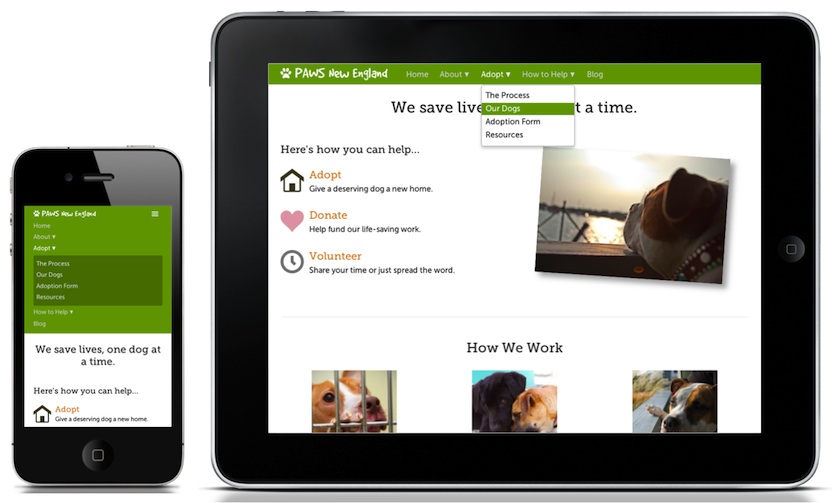 PAWS New England
Home
About ▾
Adopt ▾
The Process
Our Dogs
Adoption Form
Resources
How to Help ▾
Blog
We save lives, one dog at
a time.
Here's how you can help...
Adopt
Give a deserving dog a new home.
PAWS New England Home About ▾ Adopt ▾ How to Help ▾ Blog
The Process
Our Dogs
Adoption Form
Resources
We save live t a time.
Here's how you can help...
Adopt
Give a deserving dog a new home.
Donate
Help fund our life-saving work.
Volunteer
Share your time or just spread the word.
How We Work